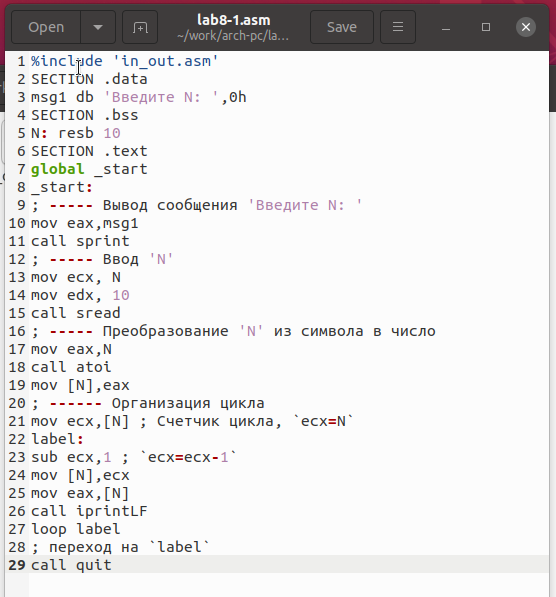 Open
lab8-1.asm
~/work/arch-pc/la…
Save
1 %include 'in_out.asm'
2 SECTION .data
3 msg1 db 'Введите N: ',0h
4 SECTION .bss
5 N: resb 10
6 SECTION .text
7 global _start
8 _start:
9 ; ----- Вывод сообщения 'Введите N: '
10 mov eax,msg1
11 call sprint
12 ; ----- Ввод 'N'
13 mov ecx, N
14 mov edx, 10
15 call sread
16 ; ----- Преобразование 'N' из символа в число
17 mov eax,N
18 call atoi
19 mov [N],eax
20 ; ------ Организация цикла
21 mov ecx,[N] ; Счетчик цикла, `ecx=N`
22 label:
23 sub ecx,1 ; `ecx=ecx-1`
24 mov [N],ecx
25 mov eax,[N]
26 call iprintLF
27 loop label
28 ; переход на `label`
29 call quit